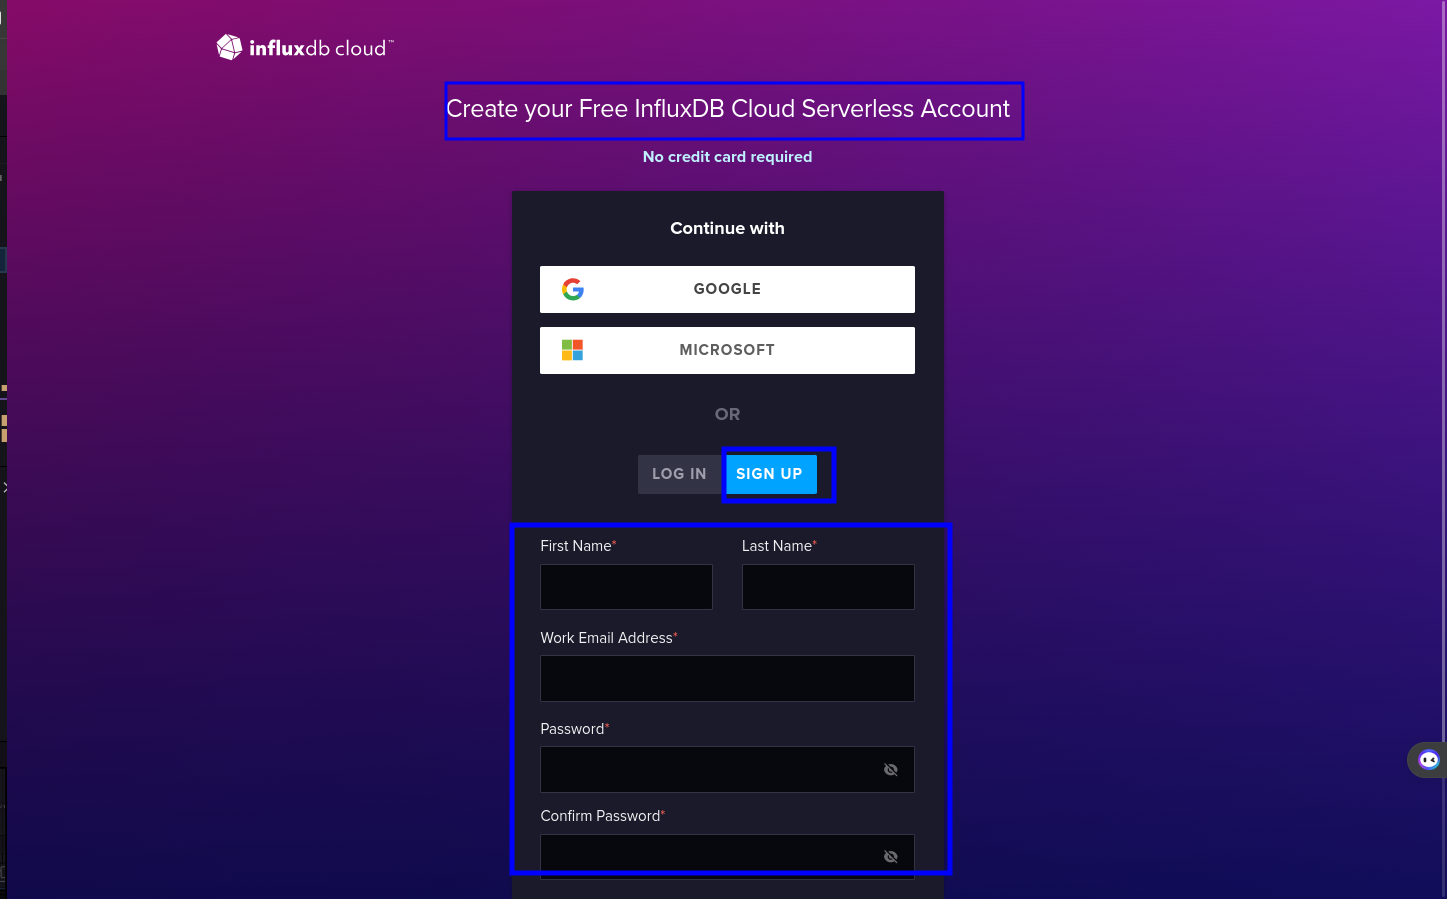 influxdb cloud™
Create your Free InfluxDB Cloud Serverless Account
No credit card required
Continue with
GOOGLE
MICROSOFT
OR
LOG IN SIGN UP
First Name* Last Name*
Work Email Address*
Password*
Confirm Password*